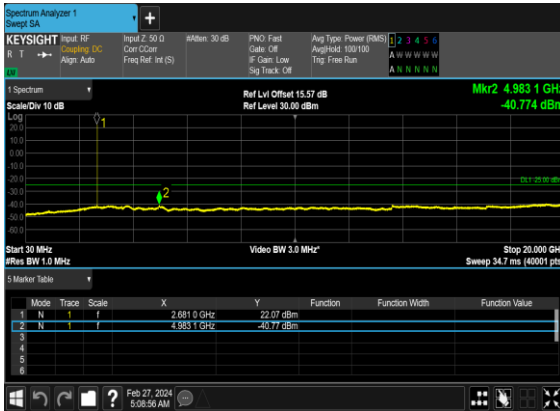 Spectrum Analyzer 1
Swept SA
+
KEYSIGHT Input: RF Input Z: 50 Ω #Atten: 30 dB PNO: Fast Avg Type: Power (RMS) 1 2 3 4 5 6
R T Coupling: DC Corr CCorr Gate: Off Avg|Hold: 100/100 A W W W W W
Align: Auto Freq Ref: Int (S) IF Gain: Low Trig: Free Run
Sig Track: Off A N N N N N
1 Spectrum
Scale/Div 10 dB
Ref Lvl Offset 15.57 dB
Ref Level 30.00 dBm
Mkr2 4.983 1 GHz
-40.774 dBm
Log
20.0
10.0
0.00
-10.0
-20.0
-30.0
-40.0
-50.0
-60.0
1
2
DL1 -25.00 dBm
Start 30 MHz Video BW 3.0 MHz* Stop 20.000 GHz
#Res BW 1.0 MHz Sweep 34.7 ms (40001 pts)
5 Marker Table
Mode Trace Scale X Y Function Function Width Function Value
1 N 1 f 2.681 0 GHz 22.07 dBm
2 N 1 f 4.983 1 GHz -40.77 dBm
3
4
5
6
? Feb 27, 2024
5:08:56 AM